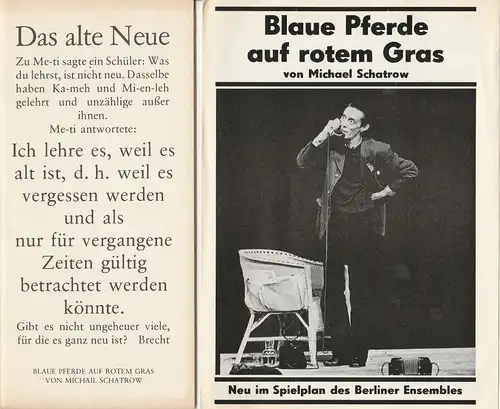 Das alte Neue
Zu Me-ti sagte ein Schüler: Was
du lehrst, ist nicht neu. Dasselbe
haben Ka-meh und Mi-en-leh
gelehrt und unzählige außer
ihnen.
Me-ti antwortete:
Ich lehre es, weil es
alt ist, d. h. weil es
vergessen werden
und als
nur für vergangene
Zeiten gültig
betrachtet werden
könnte.
Gibt es nicht ungeheuer viele,
für die es ganz neu ist? Brecht
BLAUE PFERDE AUF ROTEM GRAS
VON MICHAIL SCHATROW
Blaue Pferde
auf rotem Gras
von Michael Schatrow
Neu im Spielplan des Berliner Ensembles